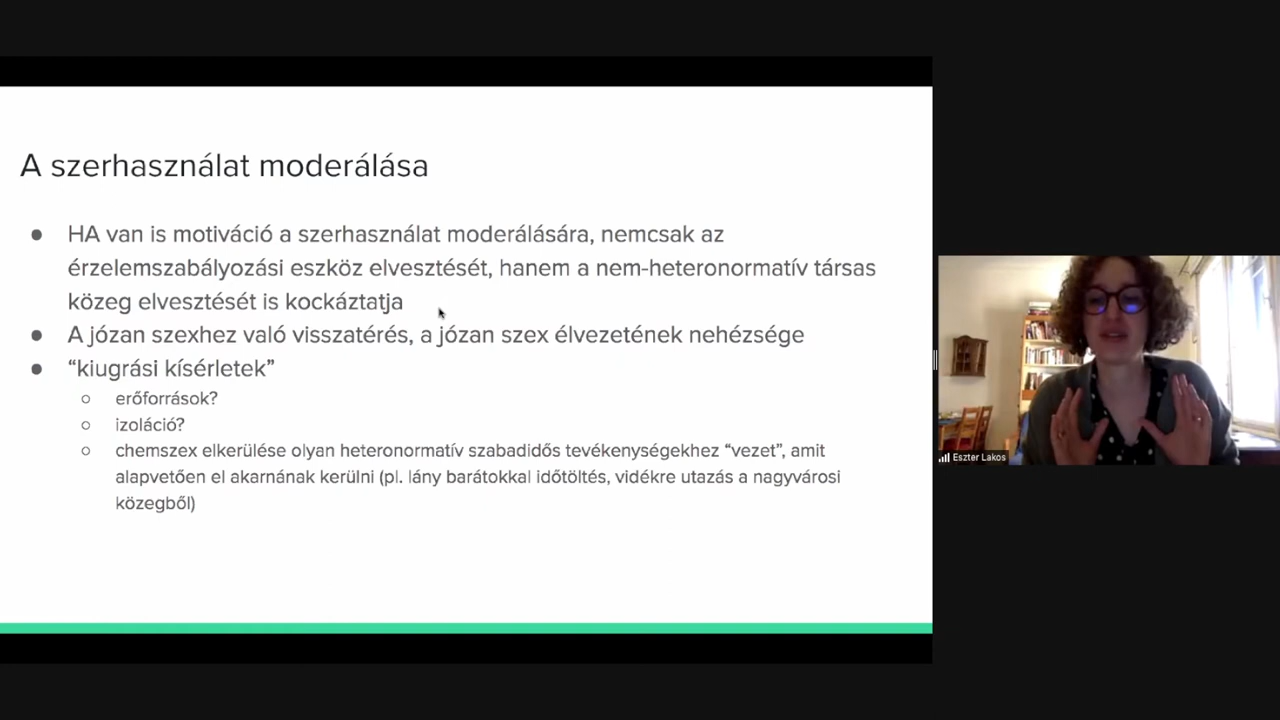 A szerhasználat moderálása
● HA van is motiváció a szerhasználat moderálására, nemcsak az
érzelemszabályozási eszköz elvesztését, hanem a nem-heteronormatív társas
közeg elvesztését is kockáztatja
● A józan szexhez való visszatérés, a józan szex élvezetének nehézsége
● “kiugrási kísérletek”
○ erőforrások?
○ izoláció?
○ chemszex elkerülése olyan heteronormatív szabadidős tevékenységekhez “vezet”, amit
alapvetően el akarnának kerülni (pl. lány barátokkal időtöltés, vidékre utazás a nagyvárosi
közegből)
Eszter Lakos